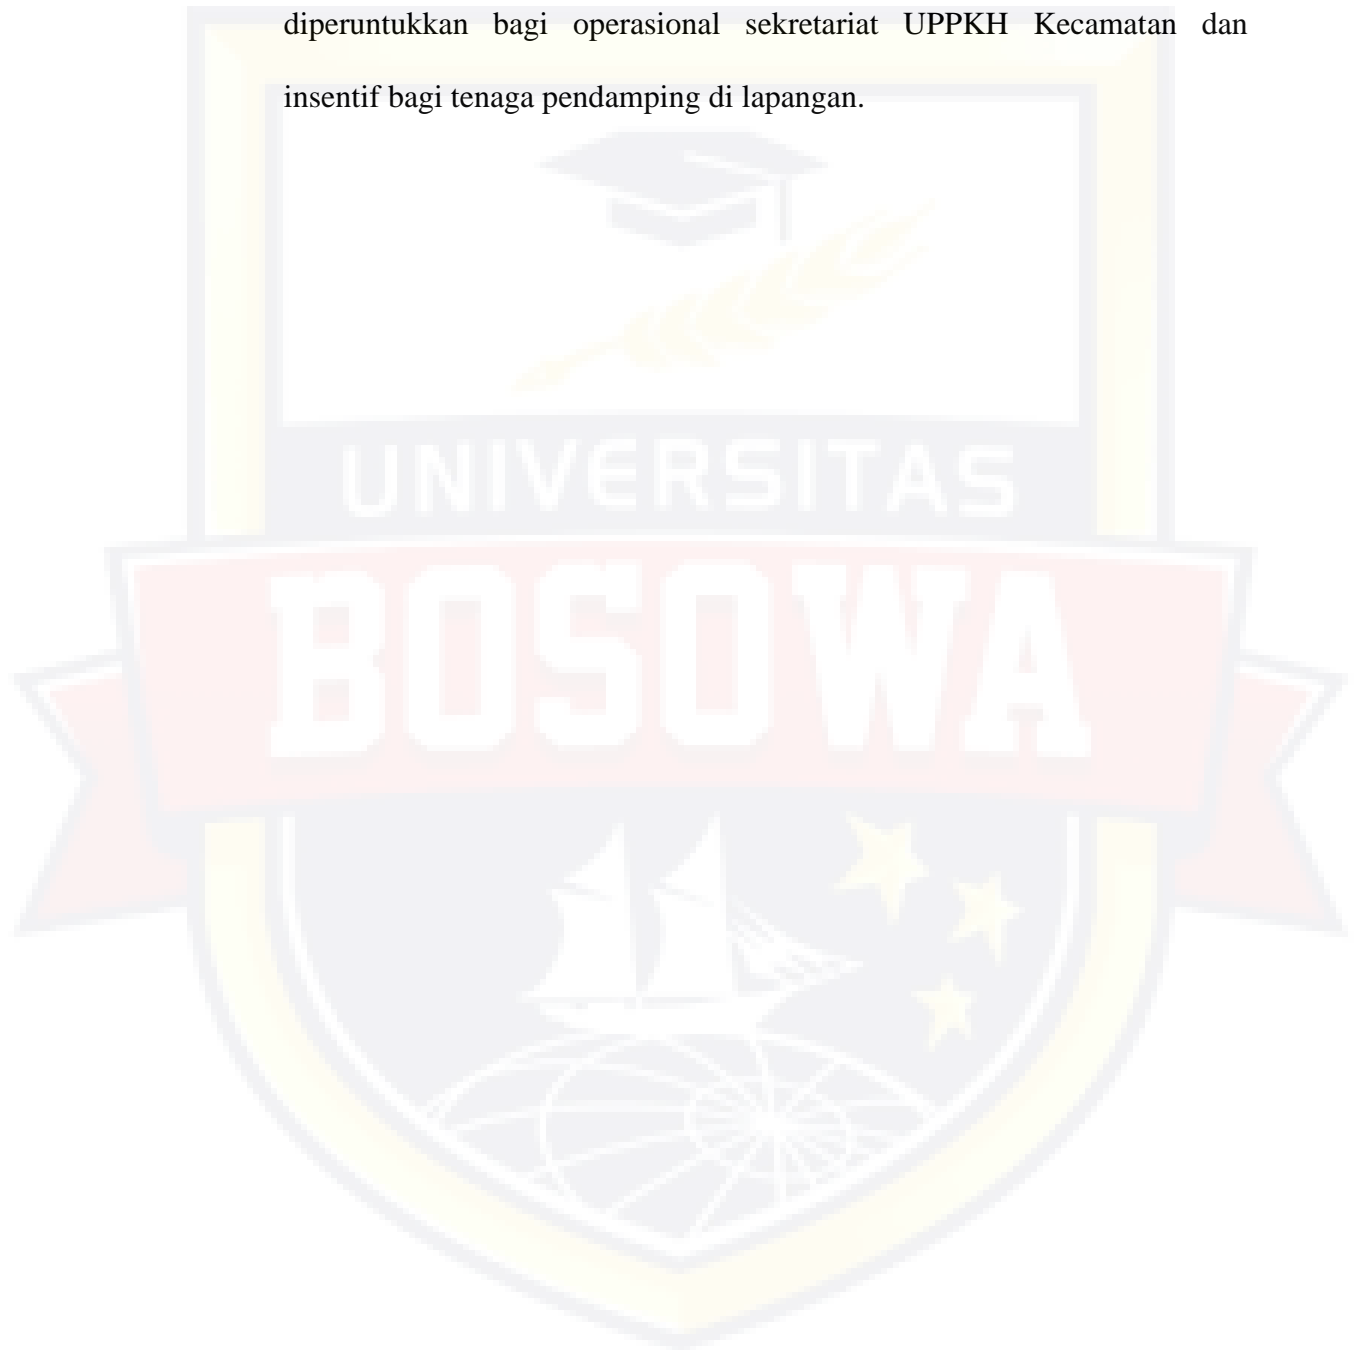 diperuntukkan bagi operasional sekretariat UPPKH Kecamatan dan
insentif bagi tenaga pendamping di lapangan.
UNIVERSITAS
BOSOWA